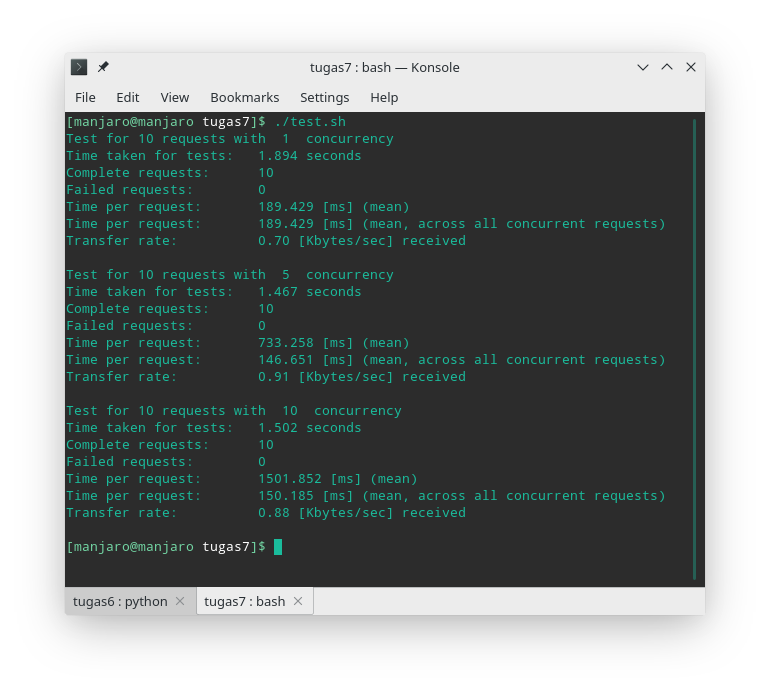 tugas7 : bash — Konsole
File Edit View Bookmarks Settings Help
[manjaro@manjaro tugas7]$ ./test.sh
Test for 10 requests with  1  concurrency
Time taken for tests:   1.894 seconds
Complete requests:      10
Failed requests:        0
Time per request:       189.429 [ms] (mean)
Time per request:       189.429 [ms] (mean, across all concurrent requests)
Transfer rate:          0.70 [Kbytes/sec] received
Test for 10 requests with  5  concurrency
Time taken for tests:   1.467 seconds
Complete requests:      10
Failed requests:        0
Time per request:       733.258 [ms] (mean)
Time per request:       146.651 [ms] (mean, across all concurrent requests)
Transfer rate:          0.91 [Kbytes/sec] received
Test for 10 requests with  10  concurrency
Time taken for tests:   1.502 seconds
Complete requests:      10
Failed requests:        0
Time per request:       1501.852 [ms] (mean)
Time per request:       150.185 [ms] (mean, across all concurrent requests)
Transfer rate:          0.88 [Kbytes/sec] received
[manjaro@manjaro tugas7]$
tugas6 : python tugas7 : bash